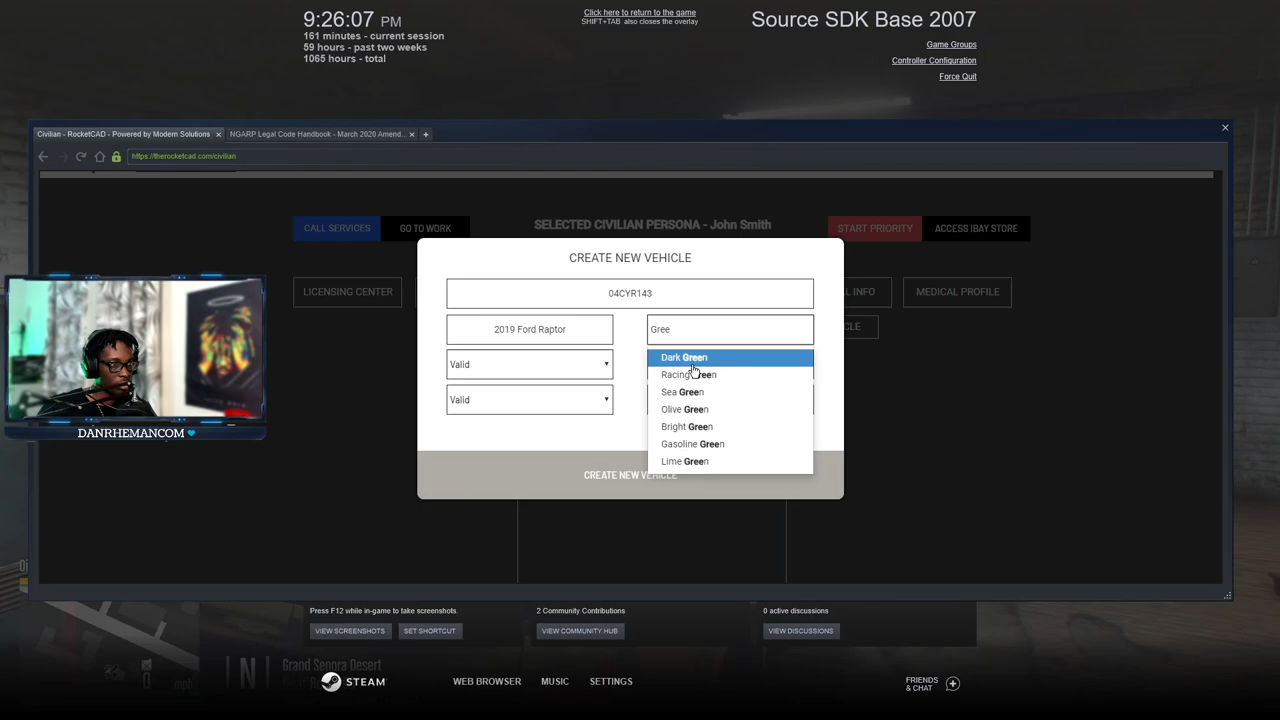 9:26:07 PM
161 minutes - current session
59 hours - past two weeks
1065 hours - total
Click here to return to the game
SHIFT+TAB also closes the overlay
Source SDK Base 2007
Game Groups
Controller Configuration
Force Quit
Civilian - RocketCAD - Powered by Modern Solutions
NGARP Legal Code Handbook - March 2020 Amend...
https://therocketcad.com/civilian
CALL SERVICES
GO TO WORK
SELECTED CIVILIAN PERSONA - John Smith
START PRIORITY
ACCESS IBAY STORE
LICENSING CENTER
L INFO
MEDICAL PROFILE
CLE
CREATE NEW VEHICLE
04CYR143
2019 Ford Raptor
Gree
Valid
Valid
Dark Green
Racing Green
Sea Green
Olive Green
Bright Green
Gasoline Green
Lime Green
CREATE NEW VEHICLE
DANRHEMANCOM
Press F12 while in-game to take screenshots.
VIEW SCREENSHOTS
SET SHORTCUT
2 Community Contributions
VIEW COMMUNITY HUB
0 active discussions
VIEW DISCUSSIONS
N
Grand Senora Desert
mph
STEAM
WEB BROWSER
MUSIC
SETTINGS
FRIENDS
& CHAT